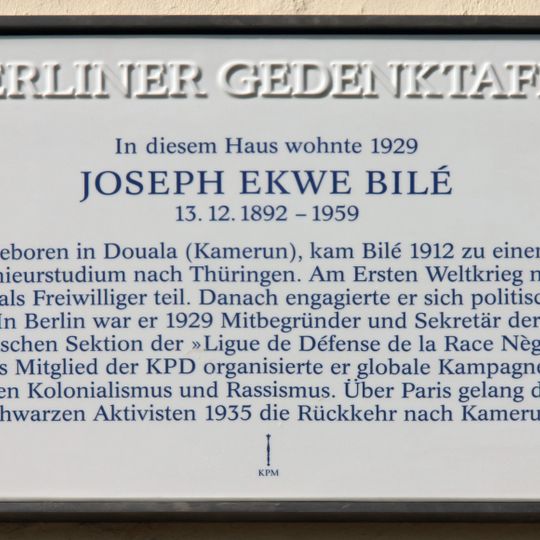 ERLINER GEDENKTAF
In diesem Haus wohnte 1929
JOSEPH EKWE BILÉ
13. 12. 1892 – 1959
eboren in Douala (Kamerun), kam Bilé 1912 zu einer
nieurstudium nach Thüringen. Am Ersten Weltkrieg n
als Freiwilliger teil. Danach engagierte er sich politisc
In Berlin war er 1929 Mitbegründer und Sekretär der
schen Sektion der »Ligue de Défense de la Race Nèg
s Mitglied der KPD organisierte er globale Kampagne
en Kolonialismus und Rassismus. Über Paris gelang d
hwarzen Aktivisten 1935 die Rückkehr nach Kameru
KPM